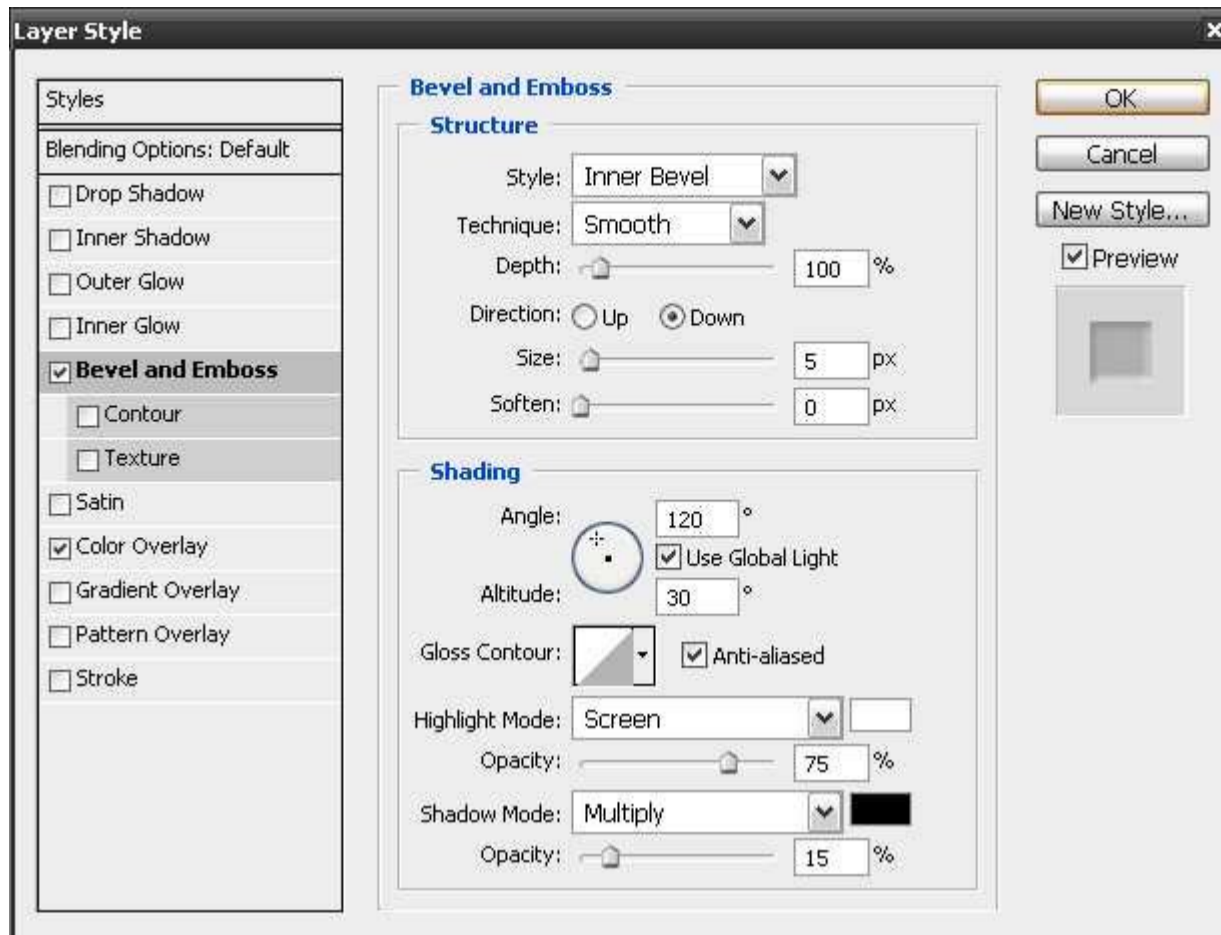 Layer Style
Styles
Blending Options: Default
Drop Shadow
Inner Shadow
Outer Glow
Inner Glow
Bevel and Emboss
Contour
Texture
Satin
Color Overlay
Gradient Overlay
Pattern Overlay
Stroke
Bevel and Emboss
Structure
Style: Inner Bevel
Technique: Smooth
Depth: 100 %
Direction: Up Down
Size: 5 px
Soften: 0 px
Shading
Angle: 120 °
Use Global Light
Altitude: 30 °
Gloss Contour: Anti-aliased
Highlight Mode: Screen
Opacity: 75 %
Shadow Mode: Multiply
Opacity: 15 %
OK
Cancel
New Style...
Preview